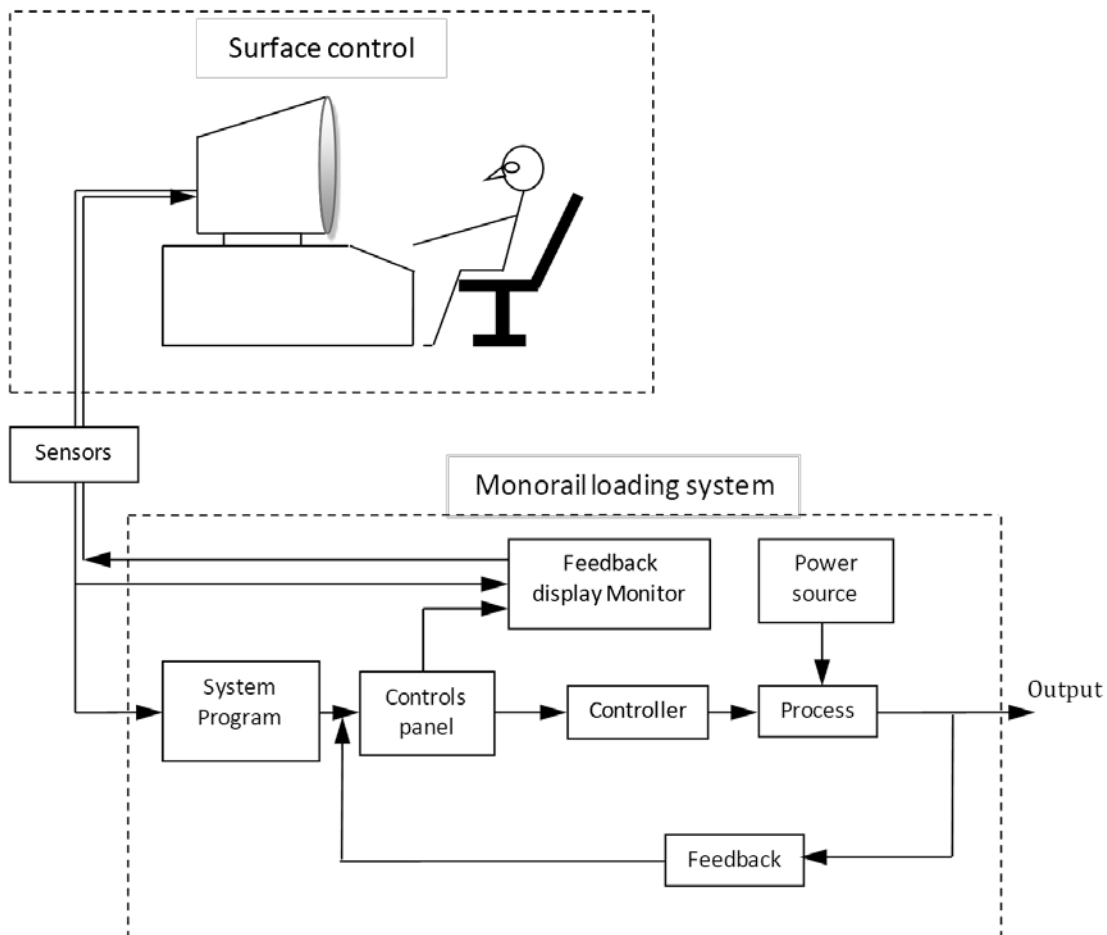 Surface control
Sensors
Monorail loading system
Feedback
display Monitor
Power
source
System
Program
Controls
panel
Controller
Process
Output
Feedback